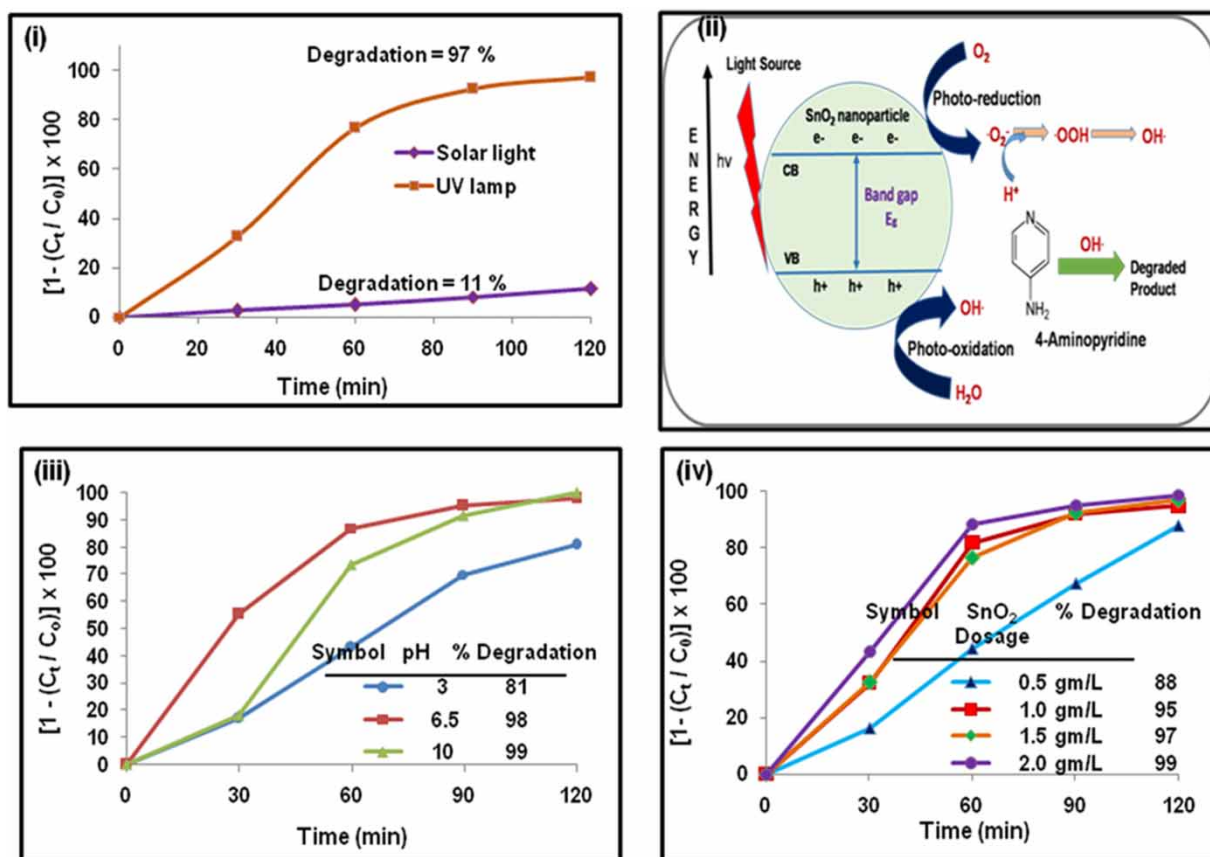 (i)
Degradation = 97 %
Solar light
UV lamp
Degradation = 11 %
[1- (Ct / C0)] x 100
100
80
60
40
20
0
0 30 60 90 120
Time (min)
(ii)
Light Source
ENERGY
hv
SnO2 nanoparticle
e- e- e-
CB
Band gap
Eg
VB
h+ h+ h+
O2
Photo-reduction
·O2- ·OOH OH·
H+
N
NH2
4-Aminopyridine
OH·
Degraded
Product
OH·
Photo-oxidation
H2O
(iii)
[1- (Ct / Co)] x 100
100
90
80
70
60
50
40
30
20
10
0
Symbol pH % Degradation
3 81
6.5 98
10 99
0 30 60 90 120
Time (min)
(iv)
[1- (Ct / C0)] x 100
100
80
60
40
20
0
Symbol SnO2 % Degradation
Dosage
0.5 gm/L 88
1.0 gm/L 95
1.5 gm/L 97
2.0 gm/L 99
0 30 60 90 120
Time (min)